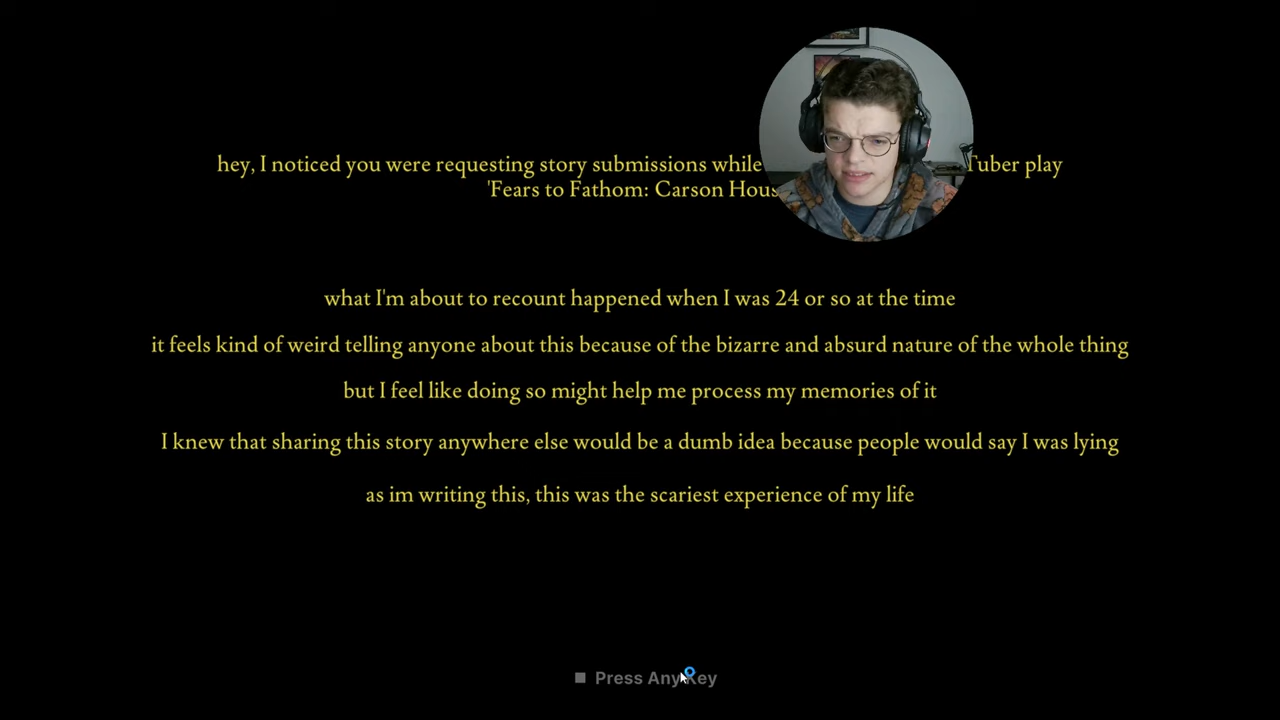 hey, I noticed you were requesting story submissions while Tuber play
'Fears to Fathom: Carson Hous
what I'm about to recount happened when I was 24 or so at the time
it feels kind of weird telling anyone about this because of the bizarre and absurd nature of the whole thing
but I feel like doing so might help me process my memories of it
I knew that sharing this story anywhere else would be a dumb idea because people would say I was lying
as im writing this, this was the scariest experience of my life
Press Any Key